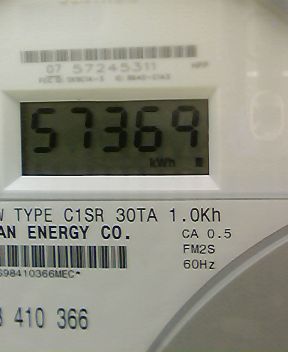 07 57245311
57369
kWh
TYPE C1SR 30TA 1.0Kh
AN ENERGY CO.
CA 0.5
FM2S
60Hz
S98410366MEC*
410 366